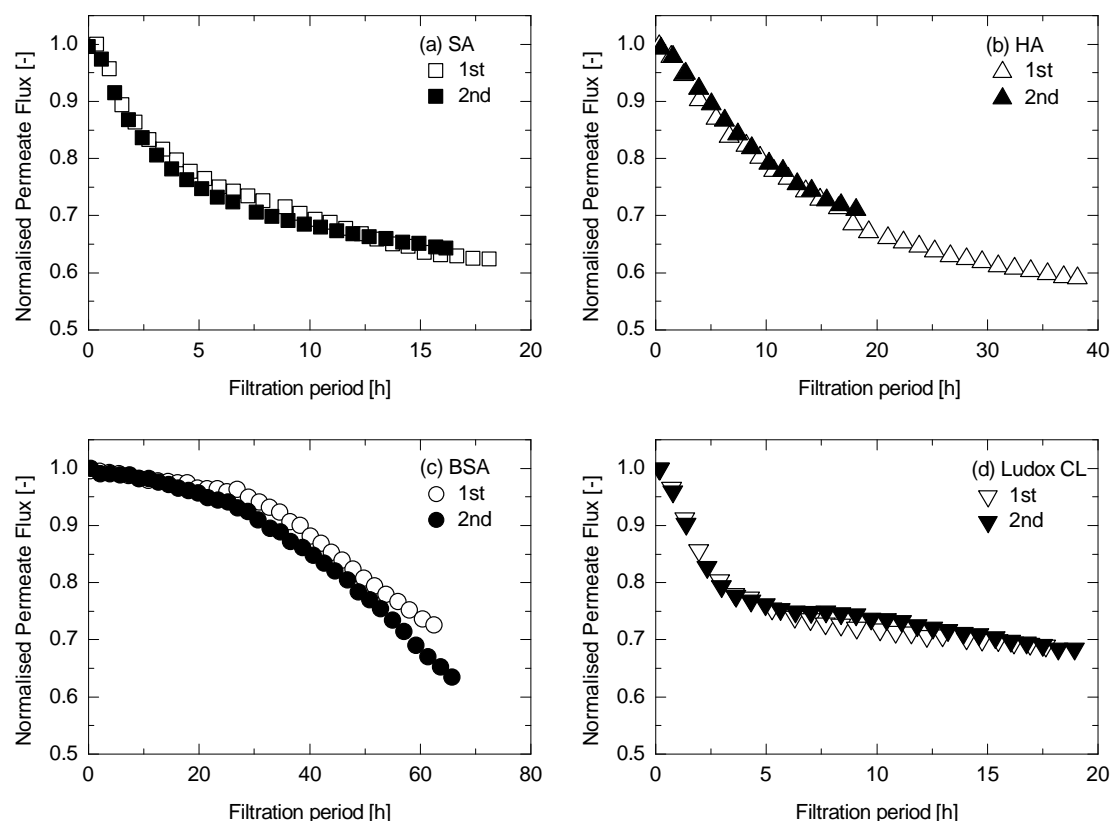 Normalised Permeate Flux [-]
1.0
0.9
0.8
0.7
0.6
0.5
(a) SA
1st
2nd
0 5 10 15 20
Filtration period [h]
Normalised Permeate Flux [-]
1.0
0.9
0.8
0.7
0.6
0.5
(b) HA
1st
2nd
0 10 20 30 40
Filtration period [h]
Normalised Permeate Flux [-]
1.0
0.9
0.8
0.7
0.6
0.5
(c) BSA
1st
2nd
0 20 40 60 80
Filtration period [h]
Normalised Permeate Flux [-]
1.0
0.9
0.8
0.7
0.6
0.5
(d) Ludox CL
1st
2nd
0 5 10 15 20
Filtration period [h]